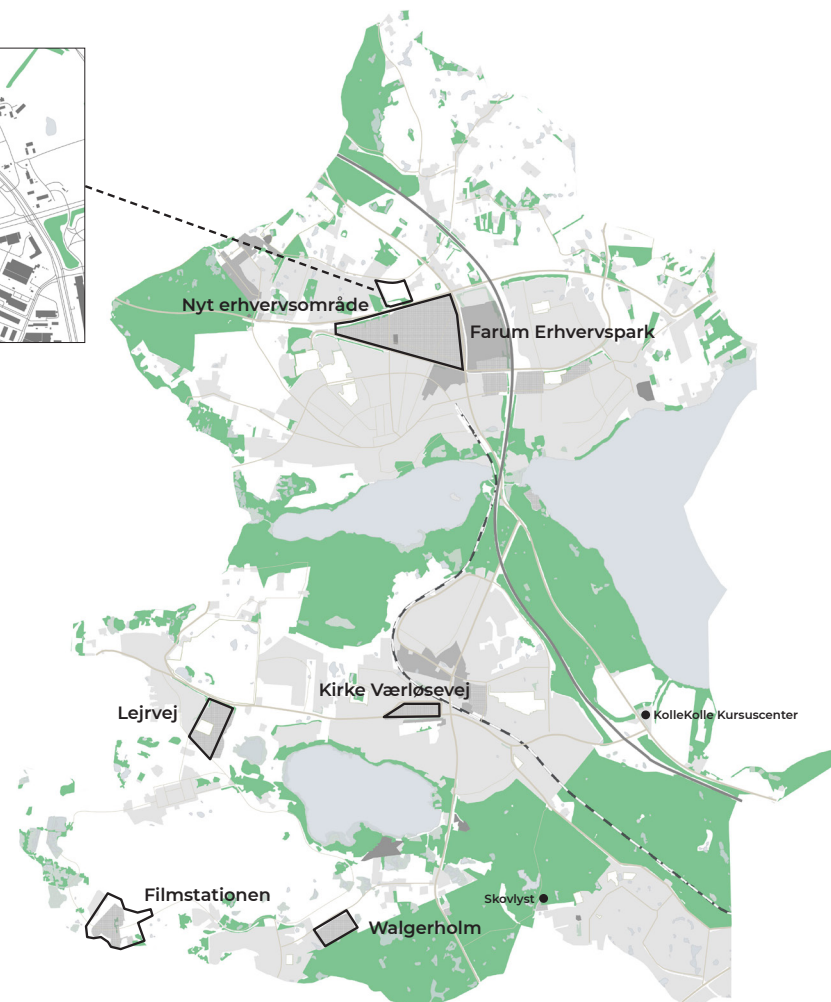 Nyt erhvervsområde
Farum Erhvervspark
Kirke Værløsevej
Lejrvej
KolleKolle Kursuscenter
Filmstationen
Skovlyst
Walgerholm